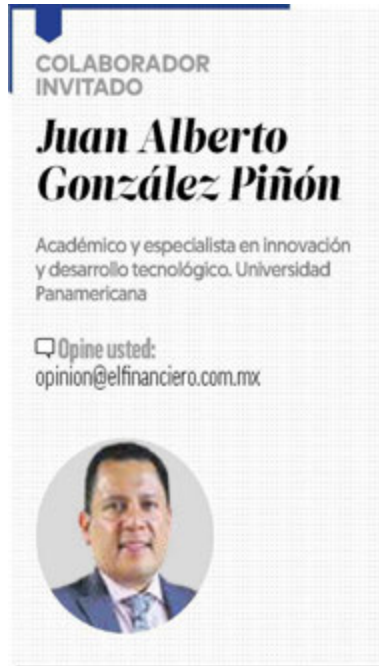 COLABORADOR
INVITADO
Juan Alberto
González Piñón
Académico y especialista en innovación
y desarrollo tecnológico. Universidad
Panamericana
Opine usted:
opinion@elfinanciero.com.mx